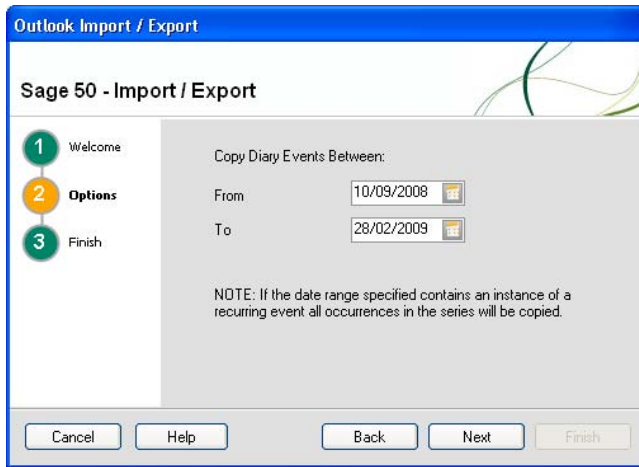 Outlook Import / Export
Sage 50 - Import / Export
1 Welcome
2 Options
3 Finish
Copy Diary Events Between:
From 10/09/2008
To 28/02/2009
NOTE: If the date range specified contains an instance of a
recurring event all occurrences in the series will be copied.
Cancel Help Back Next Finish